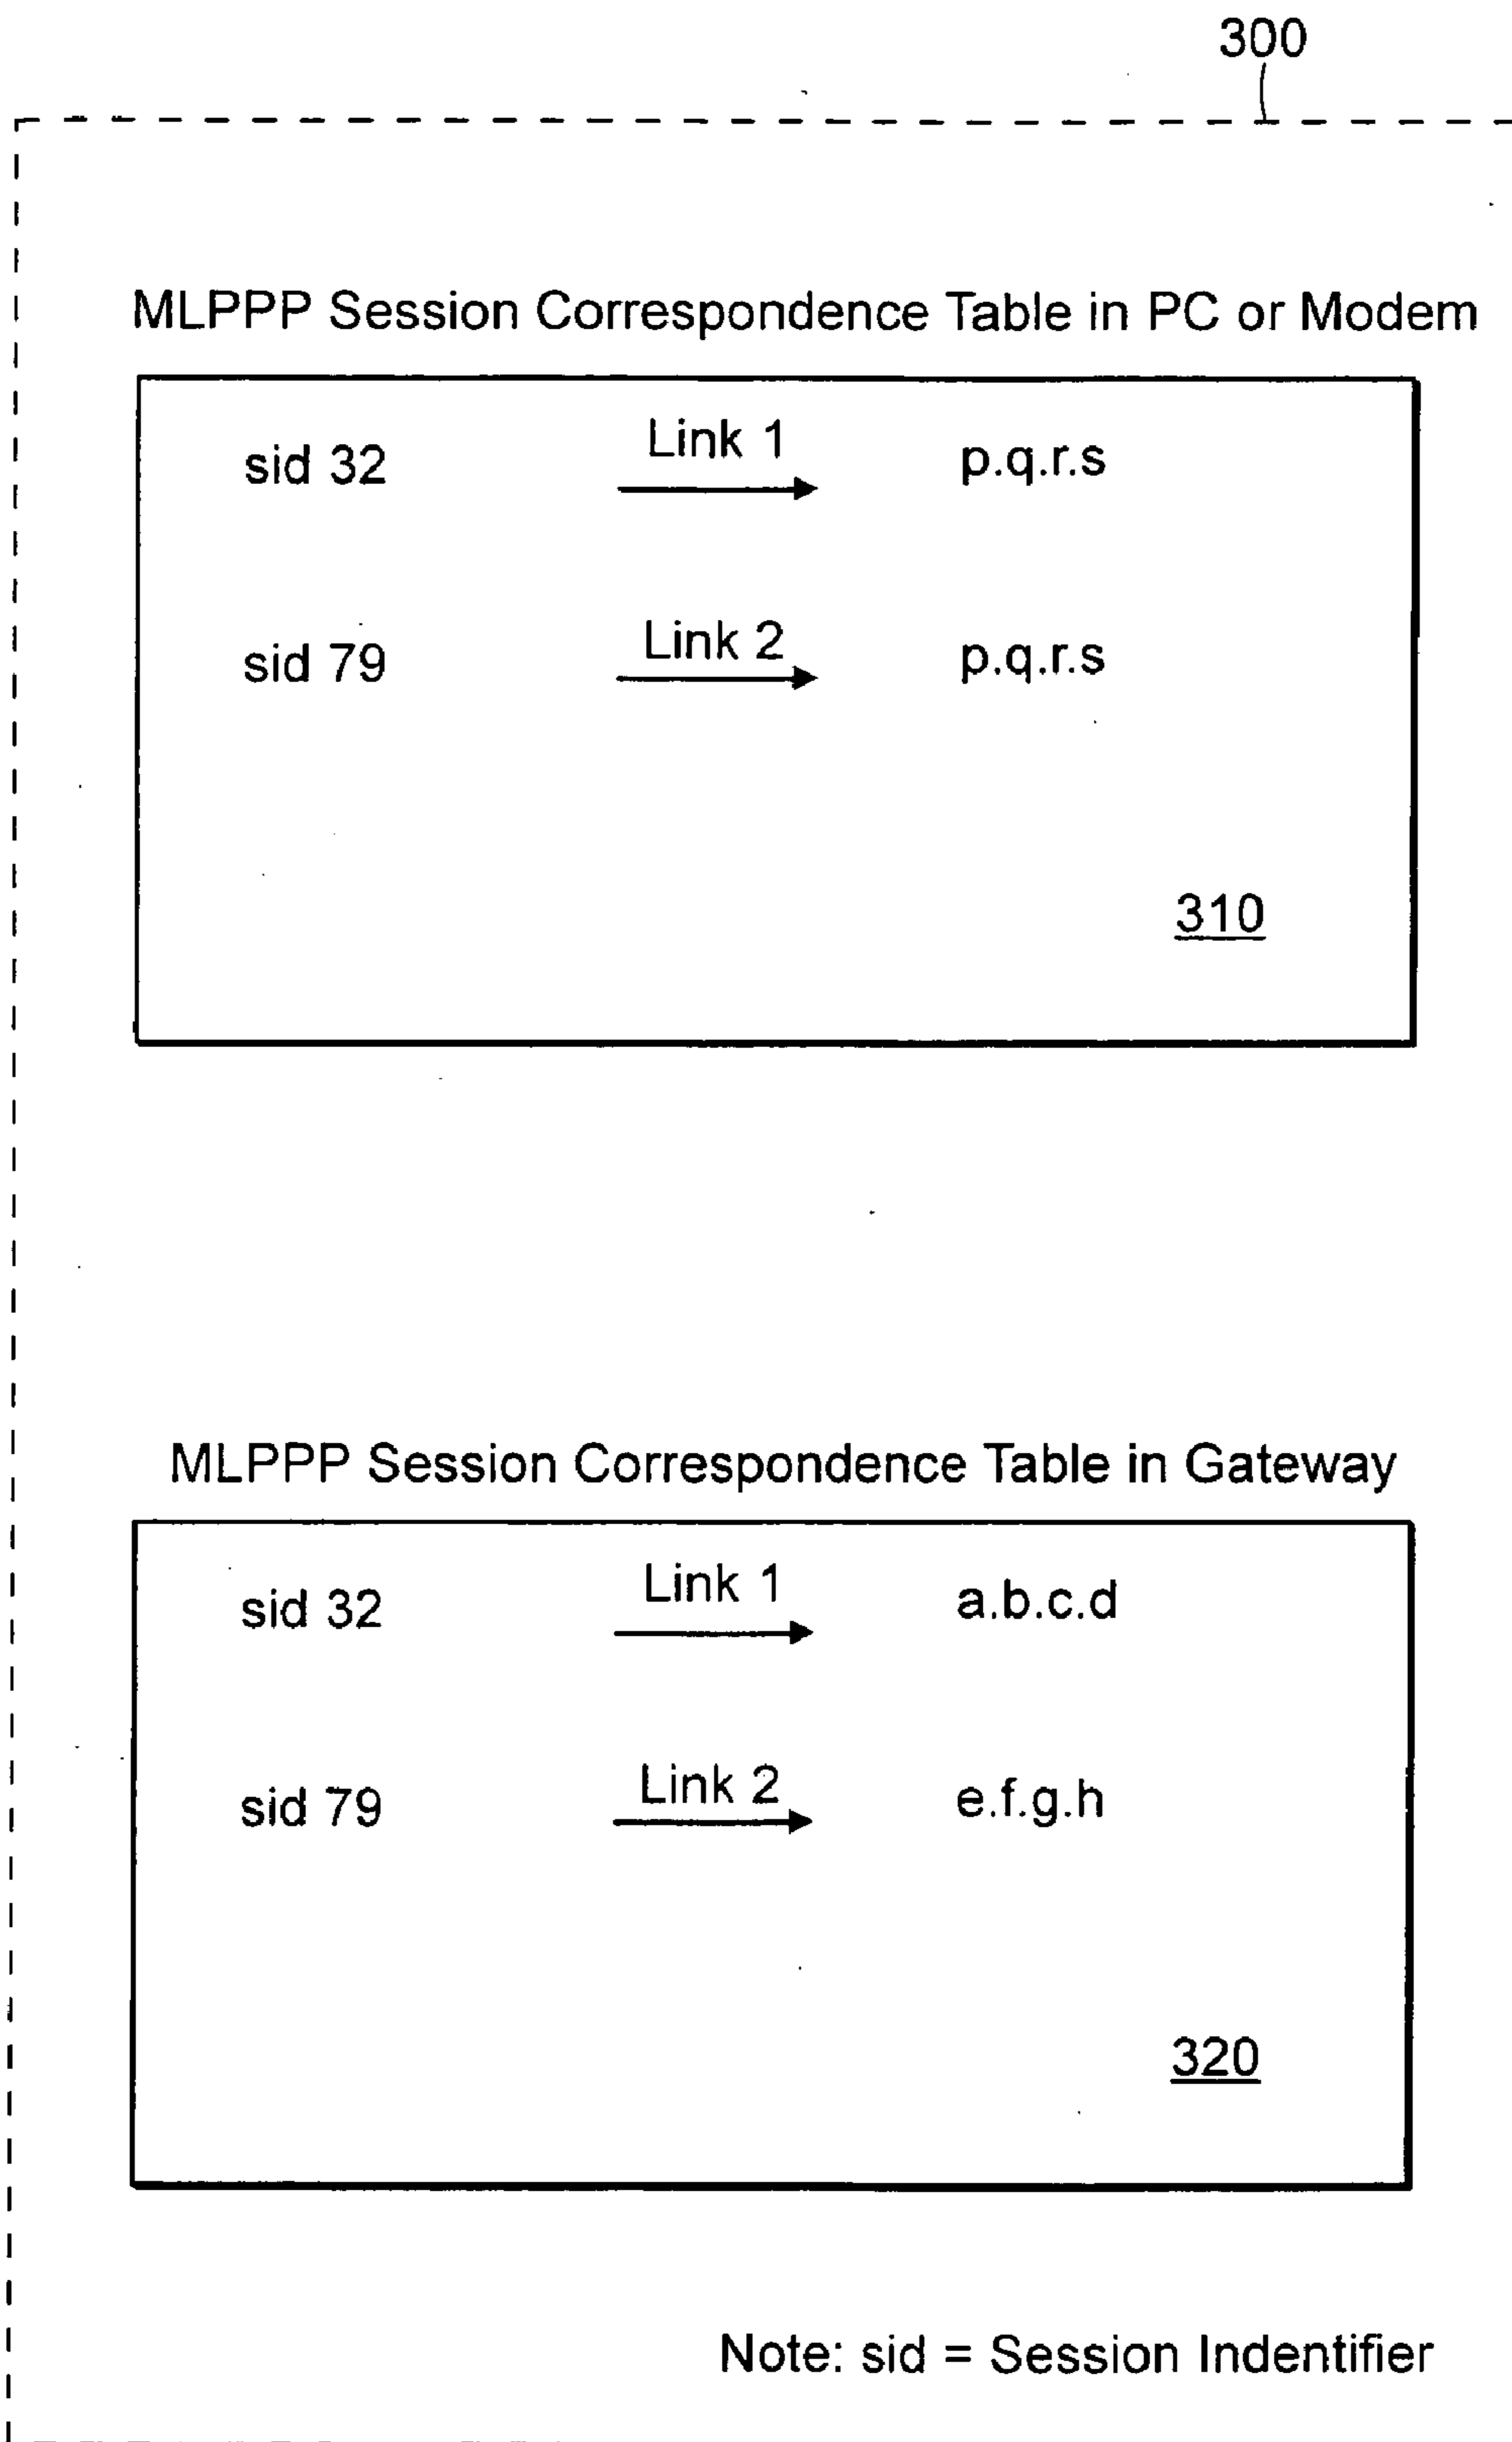 300
MLPPP Session Correspondence Table in PC or Modem
sid 32 Link 1 p.q.r.s
sid 79 Link 2 p.q.r.s
310
MLPPP Session Correspondence Table in Gateway
sid 32 Link 1 a.b.c.d
sid 79 Link 2 e.f.g.h
320
Note: sid = Session Indentifier